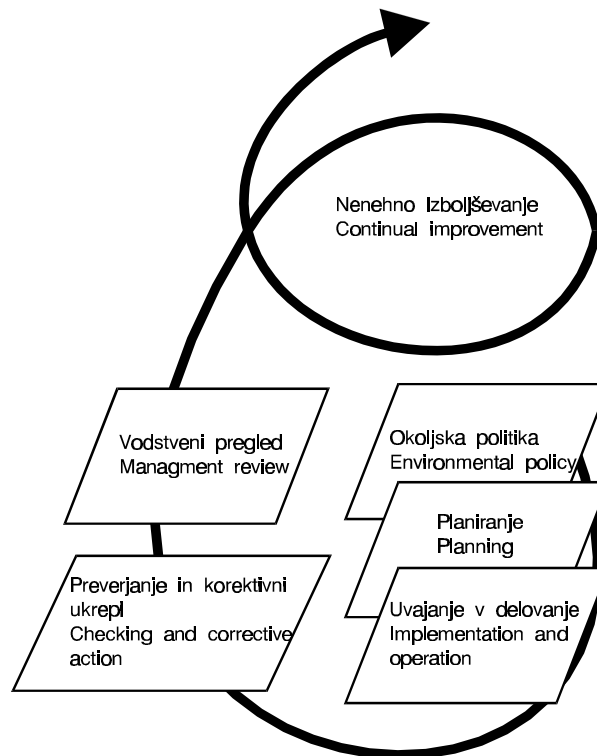 Nenehno Izboljševanje
Continual improvement
Vodstveni pregled
Managment review
Okoljska politika
Environmental policy
Planiranje
Planning
Preverjanje in korektivni
ukrepl
Checking and corrective
action
Uvajanje v delovanje
Implementation and
operation